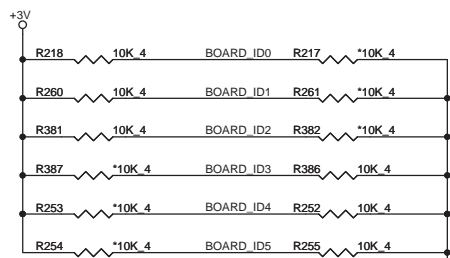 +3V
R218 10K_4 BOARD_ID0 R217 *10K_4
R260 10K_4 BOARD_ID1 R261 *10K_4
R381 10K_4 BOARD_ID2 R382 *10K_4
R387 *10K_4 BOARD_ID3 R386 10K_4
R253 *10K_4 BOARD_ID4 R252 10K_4
R254 *10K_4 BOARD_ID5 R255 10K_4